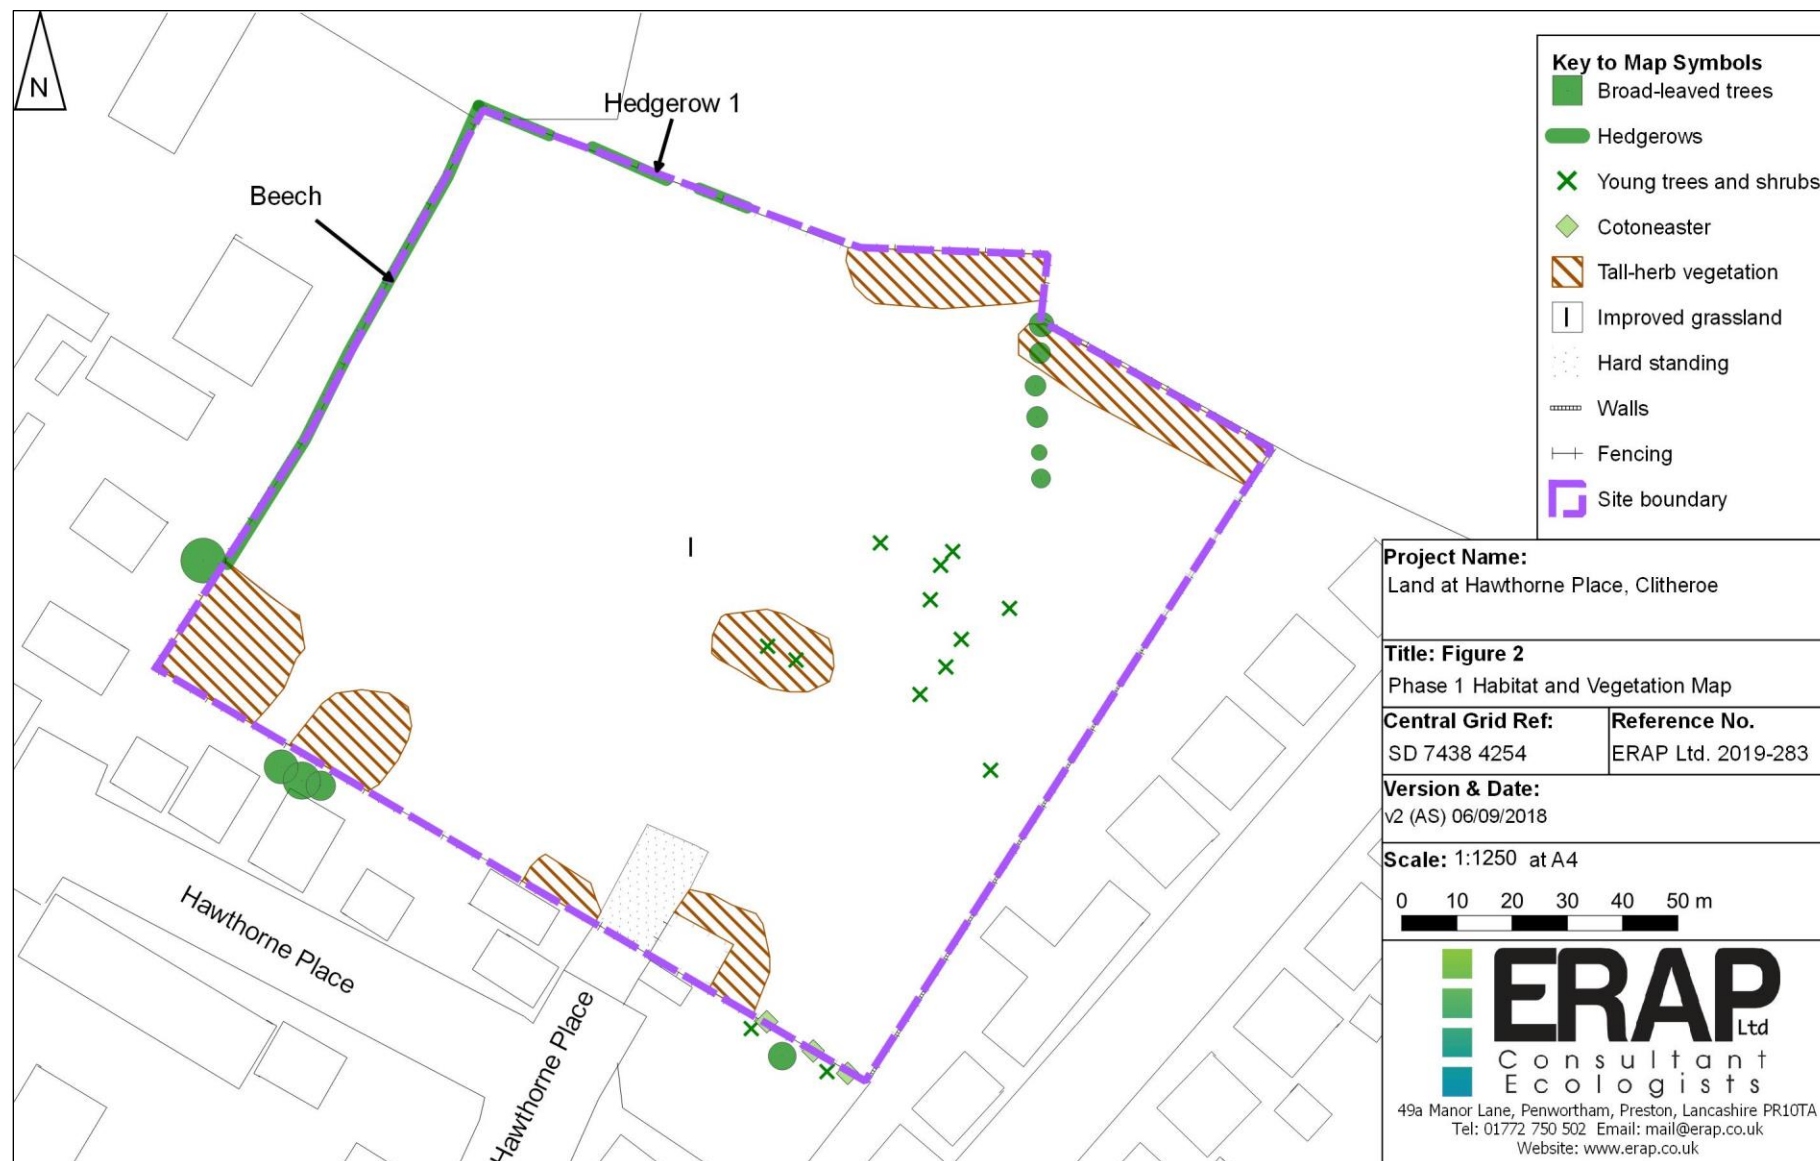 N
Hedgerow 1
Beech
I
Hawthorne Place
Hawthorne Place
Key to Map Symbols
Broad-leaved trees
Hedgerows
Young trees and shrubs
Cotoneaster
Tall-herb vegetation
I Improved grassland
Hard standing
Walls
Fencing
Site boundary
Project Name:
Land at Hawthorne Place, Clitheroe
Title: Figure 2
Phase 1 Habitat and Vegetation Map
Central Grid Ref: Reference No.
SD 7438 4254 ERAP Ltd. 2019-283
Version & Date:
v2 (AS) 06/09/2018
Scale: 1:1250 at A4
0 10 20 30 40 50 m
ERAP Ltd
Consultant
Ecologists
49a Manor Lane, Penwortham, Preston, Lancashire PR10TA
Tel: 01772 750 502 Email: mail@erap.co.uk
Website: www.erap.co.uk